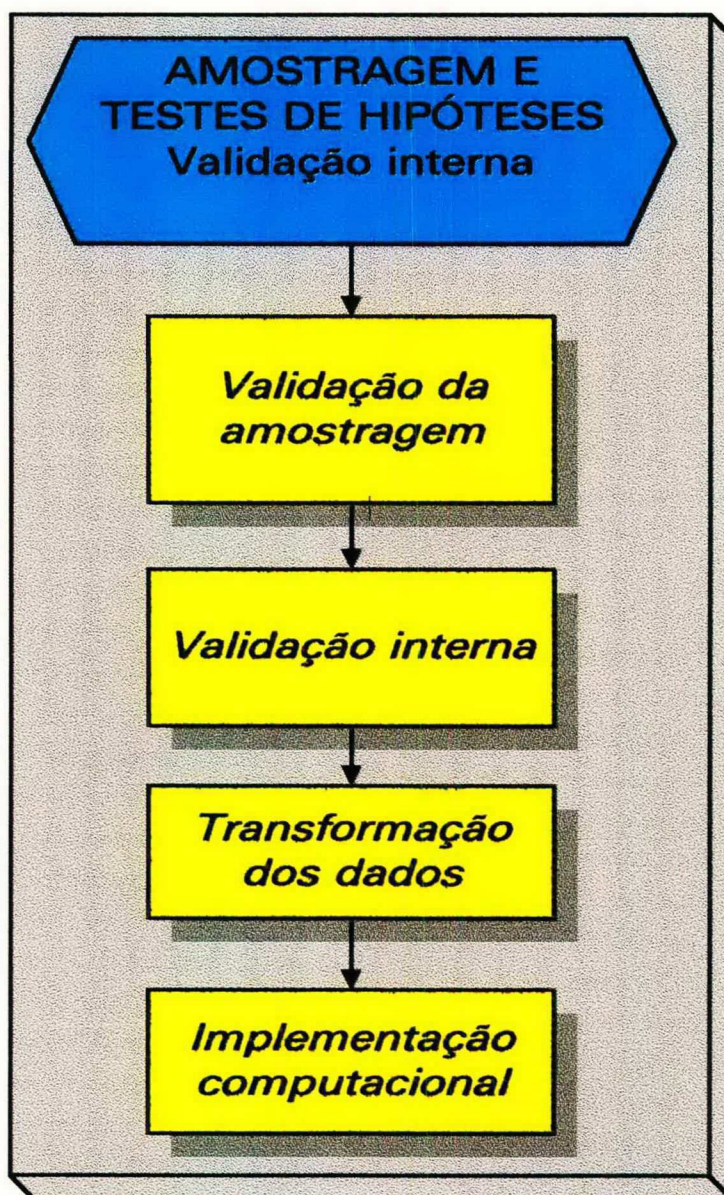 AMOSTRAGEM E
TESTES DE HIPÓTESES
Validação interna
Validação da
amostragem
Validação interna
Transformação
dos dados
Implementação
computacional